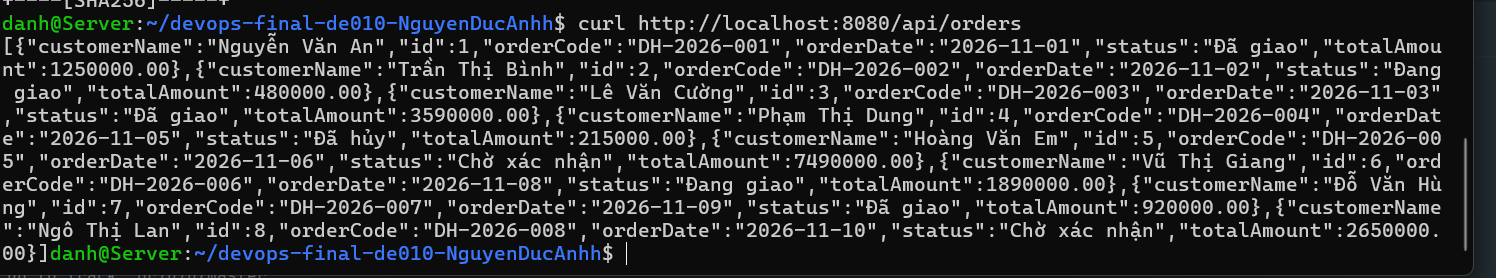 +----[SHA256]-----+
danh@Server:~/devops-final-de010-NguyenDucAnhh$ curl http://localhost:8080/api/orders
[{"customerName":"Nguyễn Văn An","id":1,"orderCode":"DH-2026-001","orderDate":"2026-11-01","status":"Đã giao","totalAmou
nt":1250000.00},{"customerName":"Trần Thị Bình","id":2,"orderCode":"DH-2026-002","orderDate":"2026-11-02","status":"Đang
 giao","totalAmount":480000.00},{"customerName":"Lê Văn Cường","id":3,"orderCode":"DH-2026-003","orderDate":"2026-11-03"
,"status":"Đã giao","totalAmount":3590000.00},{"customerName":"Phạm Thị Dung","id":4,"orderCode":"DH-2026-004","orderDat
e":"2026-11-05","status":"Đã hủy","totalAmount":215000.00},{"customerName":"Hoàng Văn Em","id":5,"orderCode":"DH-2026-00
5","orderDate":"2026-11-06","status":"Chờ xác nhận","totalAmount":7490000.00},{"customerName":"Vũ Thị Giang","id":6,"ord
erCode":"DH-2026-006","orderDate":"2026-11-08","status":"Đang giao","totalAmount":1890000.00},{"customerName":"Đỗ Văn Hù
ng","id":7,"orderCode":"DH-2026-007","orderDate":"2026-11-09","status":"Đã giao","totalAmount":920000.00},{"customerName
":"Ngô Thị Lan","id":8,"orderCode":"DH-2026-008","orderDate":"2026-11-10","status":"Chờ xác nhận","totalAmount":2650000.
00}]danh@Server:~/devops-final-de010-NguyenDucAnhh$